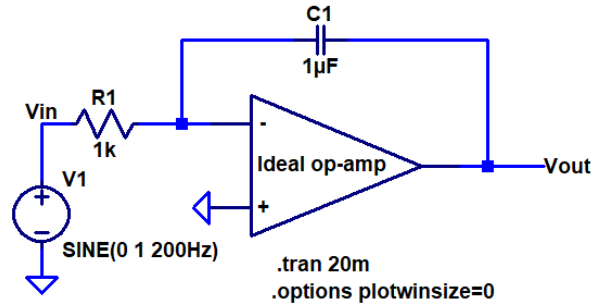 C1
1µF
Vin
R1
1k
-
Ideal op-amp
+
Vout
V1
+
-
SINE(0 1 200Hz)
.tran 20m
.options plotwinsize=0